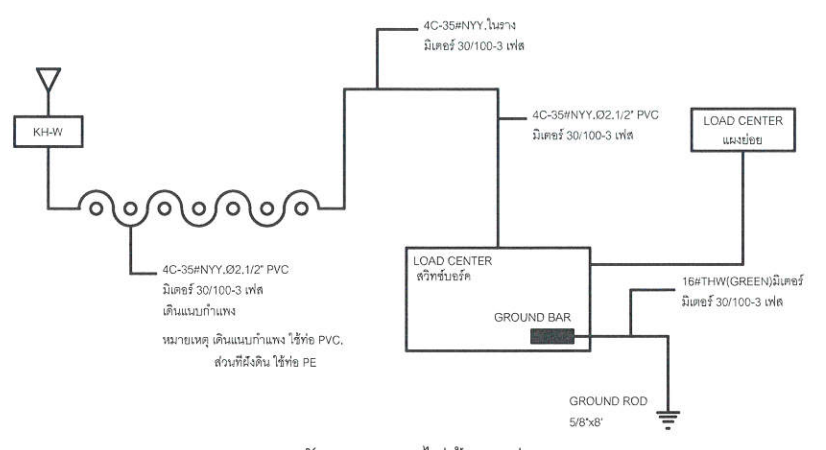 4C-35#NYY.ในราง
มิเตอร์ 30/100-3 เฟส
KH-W
4C-35#NYY.Ø2.1/2" PVC
มิเตอร์ 30/100-3 เฟส
LOAD CENTER
แผงย่อย
4C-35#NYY.Ø2.1/2" PVC
มิเตอร์ 30/100-3 เฟส
เดินแนบกำแพง
หมายเหตุ เดินแนบกำแพง ใช้ท่อ PVC.
ส่วนที่ฝังดิน ใช้ท่อ PE
LOAD CENTER
สวิทซ์บอร์ด
GROUND BAR
16#THW(GREEN)มิเตอร์
มิเตอร์ 30/100-3 เฟส
GROUND ROD
5/8"x8'